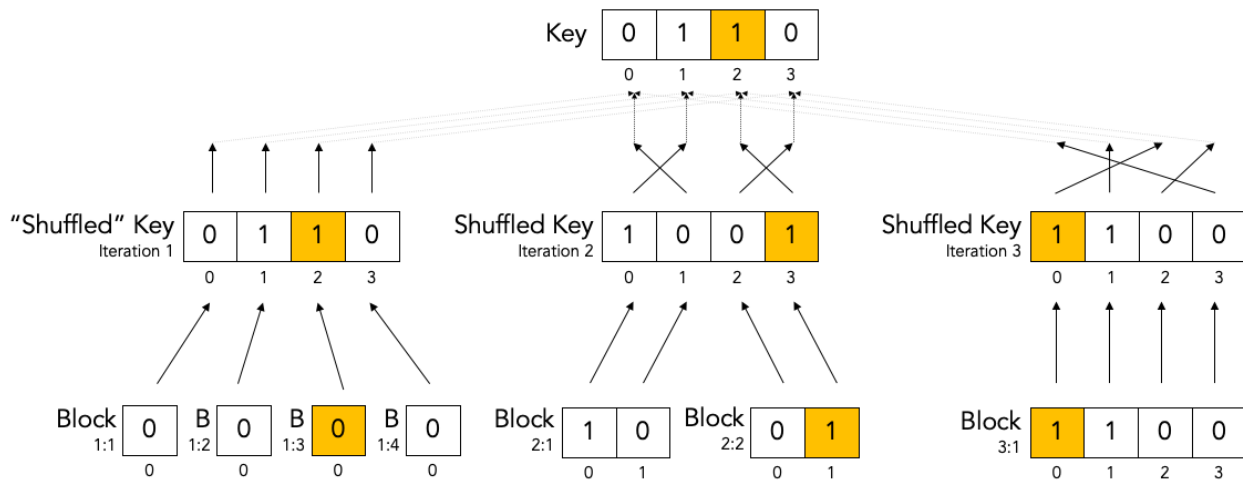 Key 0 1 1 0
0 1 2 3
“Shuffled” Key 0 1 1 0
Iteration 1
0 1 2 3
Shuffled Key 1 0 0 1
Iteration 2
0 1 2 3
Shuffled Key 1 1 0 0
Iteration 3
0 1 2 3
Block 0
1:1
0
B 0
1:2
0
B 0
1:3
0
B 0
1:4
0
Block 1 0
2:1
0 1
Block 0 1
2:2
0 1
Block 1 1 0 0
3:1
0 1 2 3